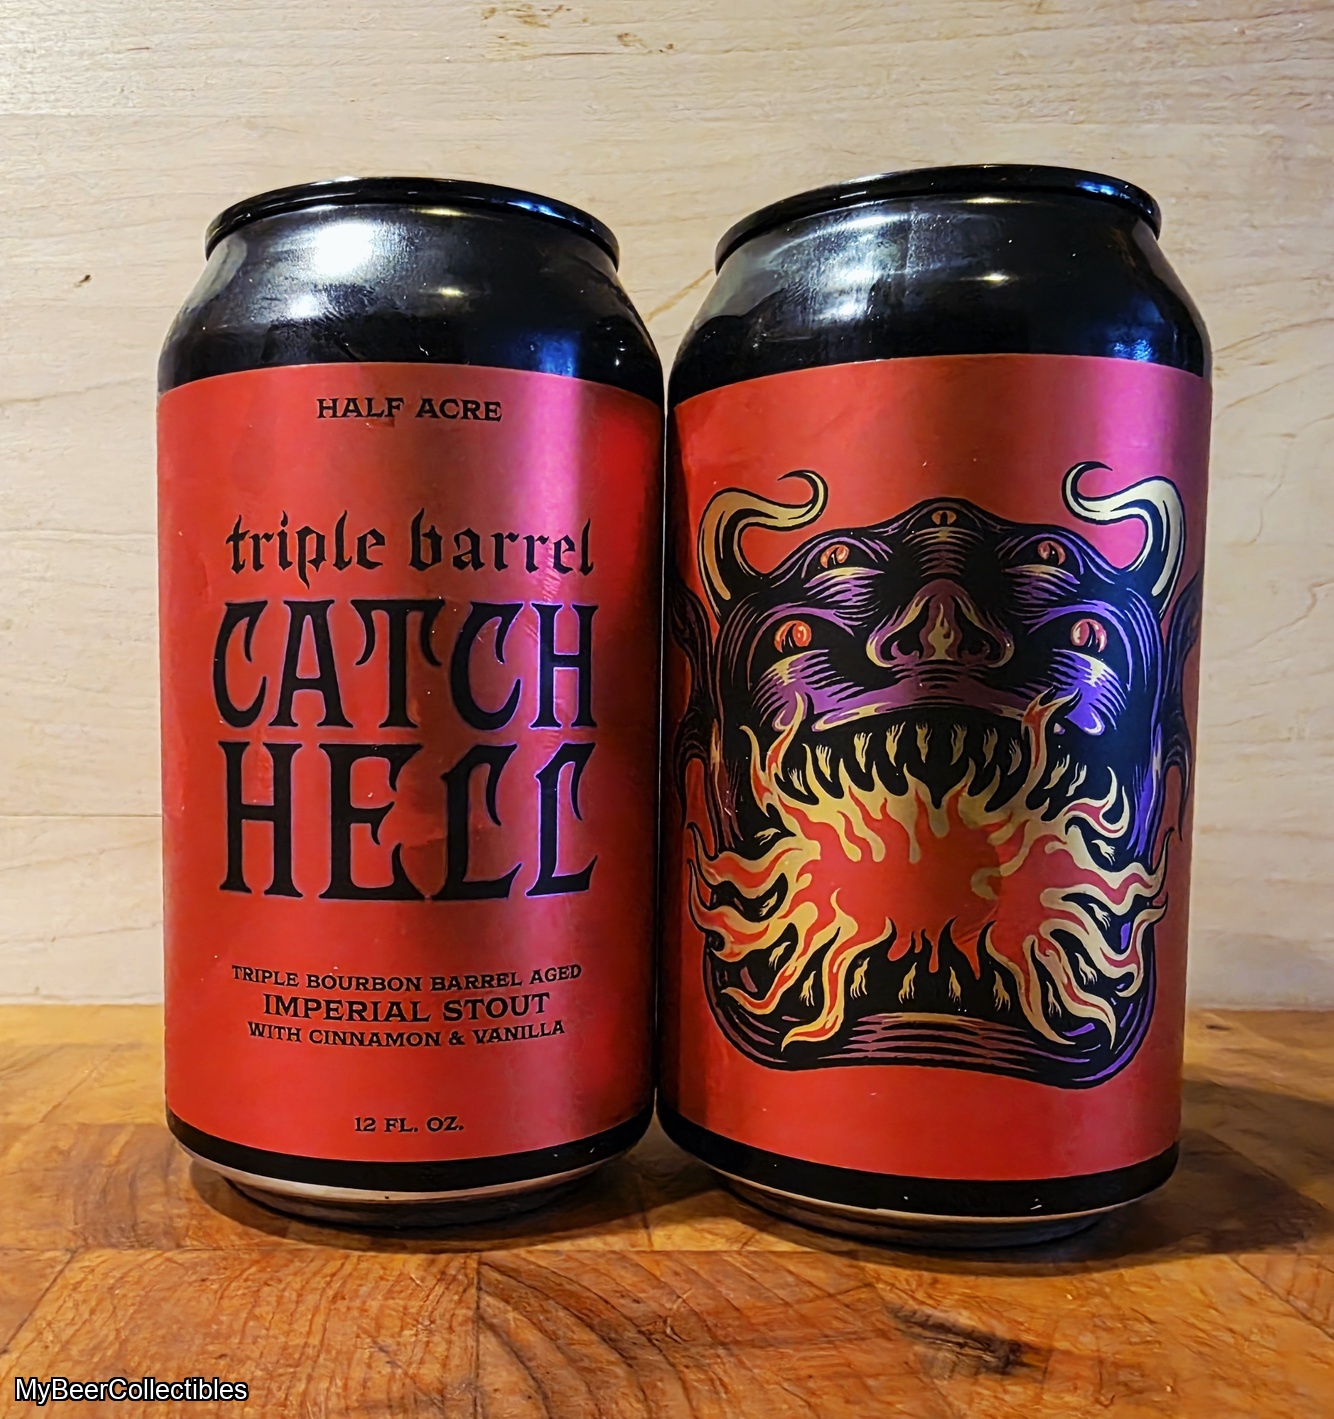 HALF ACRE
triple barrel
CATCH
HELL
TRIPLE BOURBON BARREL AGED
IMPERIAL STOUT
WITH CINNAMON & VANILLA
12 FL. OZ.
MyBeerCollectibles